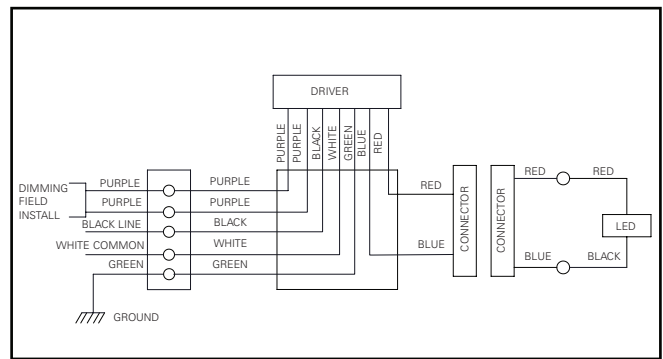 DRIVER
PURPLE
PURPLE
BLACK
WHITE
GREEN
BLUE
RED
DIMMING
FIELD
INSTALL
PURPLE
PURPLE
PURPLE
PURPLE
BLACK LINE
BLACK
WHITE COMMON
WHITE
GREEN
GREEN
GROUND
RED
BLUE
CONNECTOR
CONNECTOR
RED
RED
LED
BLUE
BLACK